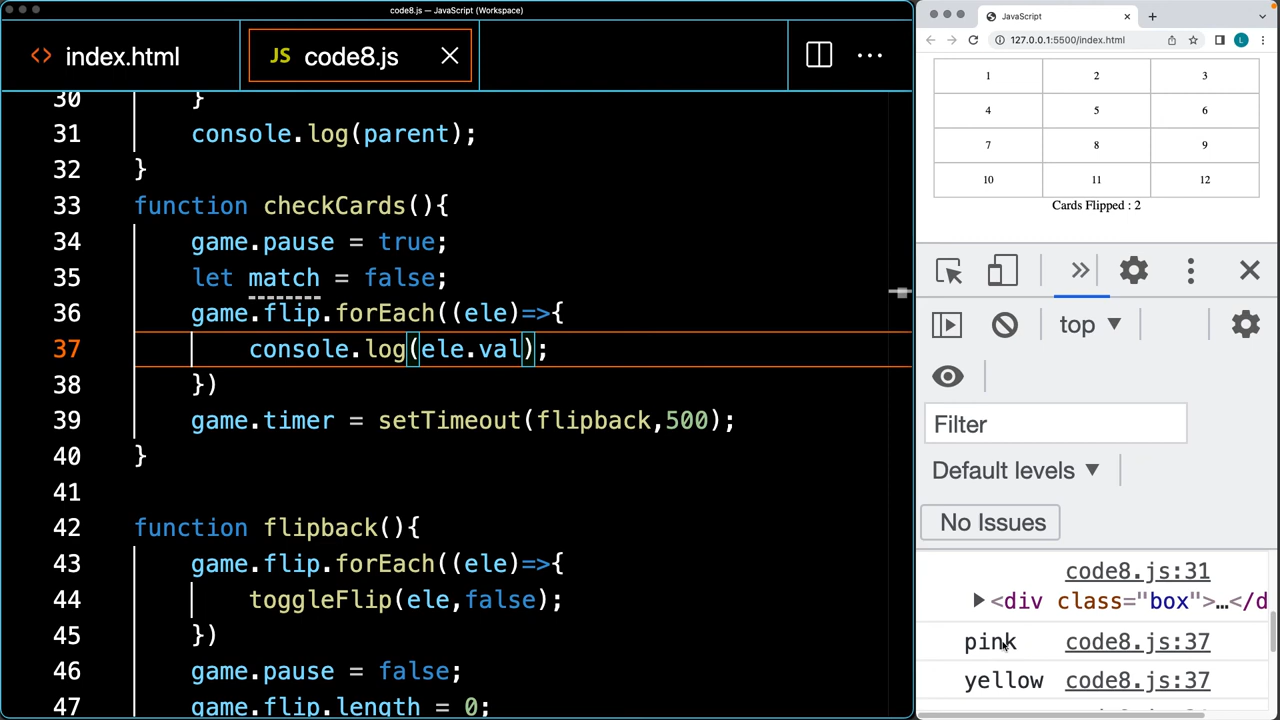 code8.js — JavaScript (Workspace)
<> index.html
JS code8.js
30 }
31 console.log(parent);
32 }
33 function checkCards(){
34 game.pause = true;
35 let match = false;
36 game.flip.forEach((ele)=>{
37 console.log(ele.val);
38 })
39 game.timer = setTimeout(flipback,500);
40 }
41
42 function flipback(){
43 game.flip.forEach((ele)=>{
44 toggleFlip(ele,false);
45 })
46 game.pause = false;
47 game.flip.length = 0;
JavaScript
127.0.0.1:5500/index.html
L
1 2 3
4 5 6
7 8 9
10 11 12
Cards Flipped : 2
top
Filter
Default levels
No Issues
code8.js:31
<div class="box">…</d
pink code8.js:37
yellow code8.js:37